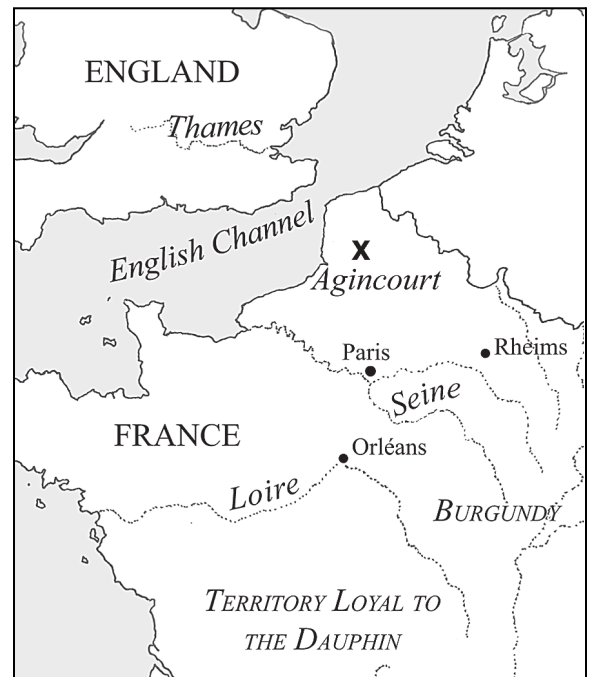 ENGLAND
Thames
English Channel
X
Agincourt
Paris
Rheims
Seine
FRANCE
Orléans
Loire
BURGUNDY
TERRITORY LOYAL TO
THE DAUPHIN